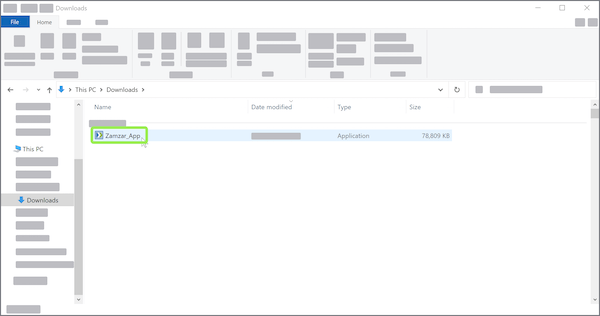 Downloads
File Home
This PC Downloads
Name Date modified Type Size
Zamzar_App Application 78,809 KB
This PC
Downloads